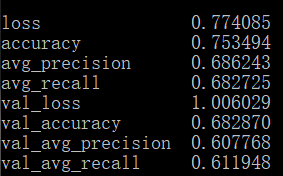 loss 0.774085
accuracy 0.753494
avg_precision 0.686243
avg_recall 0.682725
val_loss 1.006029
val_accuracy 0.682870
val_avg_precision 0.607768
val_avg_recall 0.611948